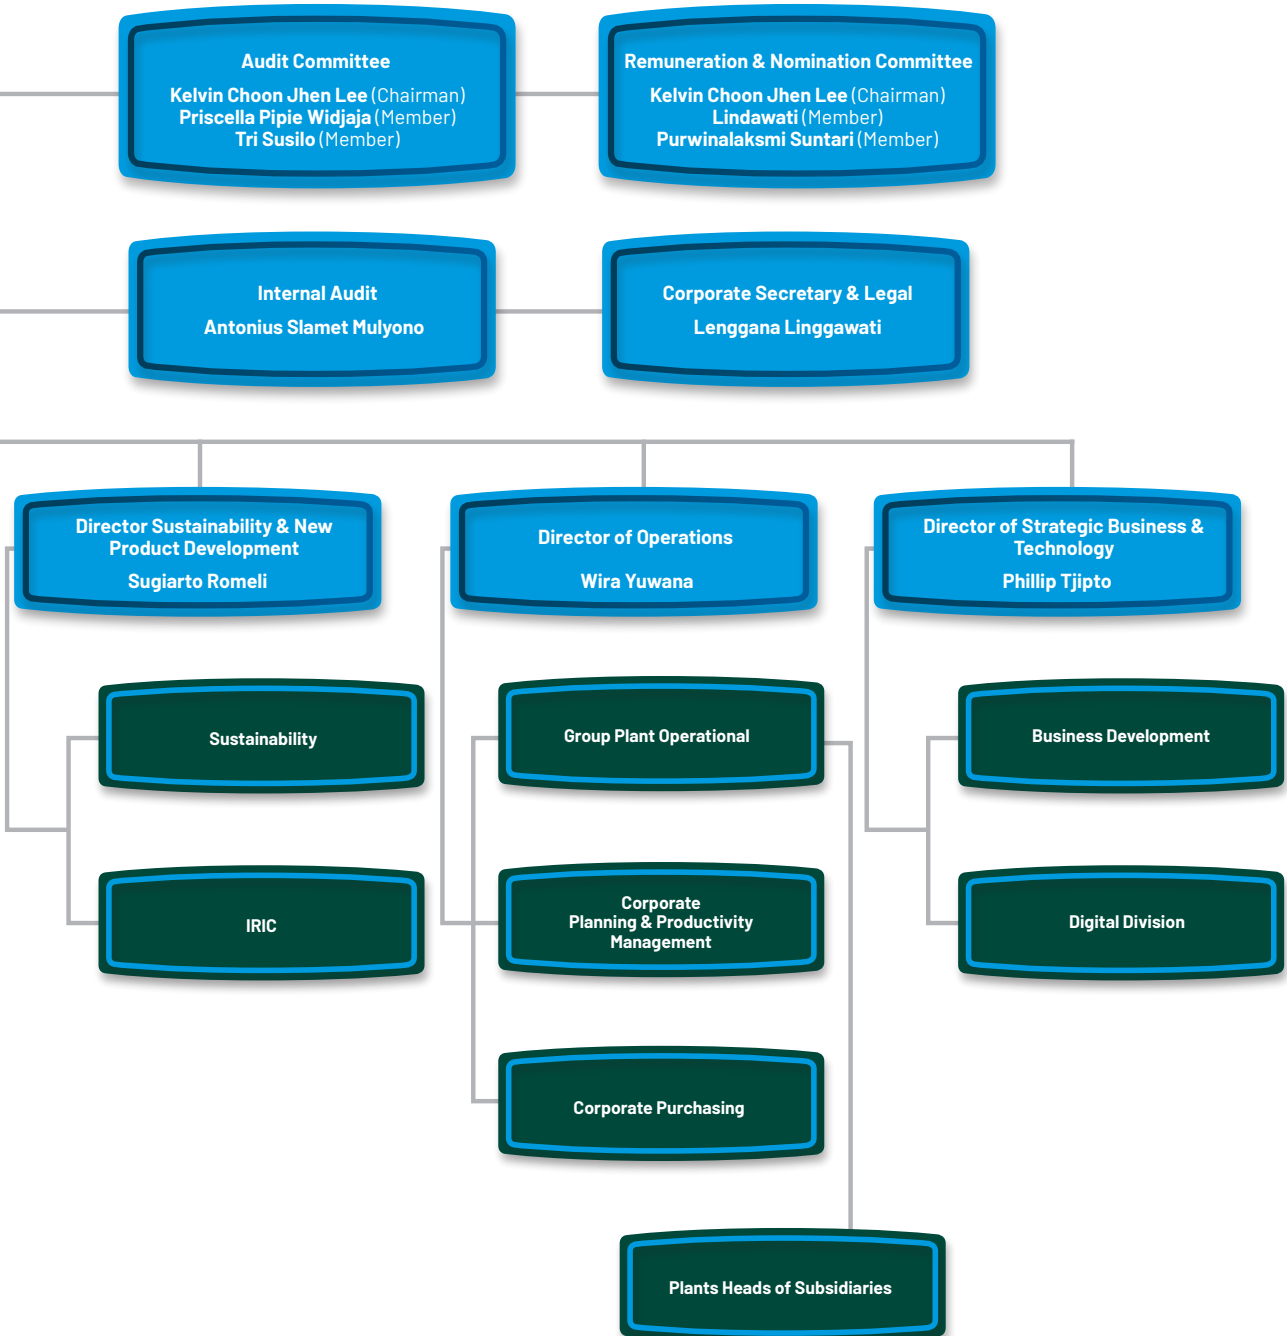 Audit Committee
Kelvin Choon Jhen Lee (Chairman)
Priscella Pipie Widjaja (Member)
Tri Susilo (Member)
Remuneration & Nomination Committee
Kelvin Choon Jhen Lee (Chairman)
Lindawati (Member)
Purwinalaksmi Suntari (Member)
Internal Audit
Antonius Slamet Mulyono
Corporate Secretary & Legal
Lenggana Linggawati
Director Sustainability & New
Product Development
Sugiarto Romeli
Director of Operations
Wira Yuwana
Director of Strategic Business &
Technology
Phillip Tjipto
Sustainability
Group Plant Operational
Business Development
IRIC
Corporate
Planning & Productivity
Management
Digital Division
Corporate Purchasing
Plants Heads of Subsidiaries